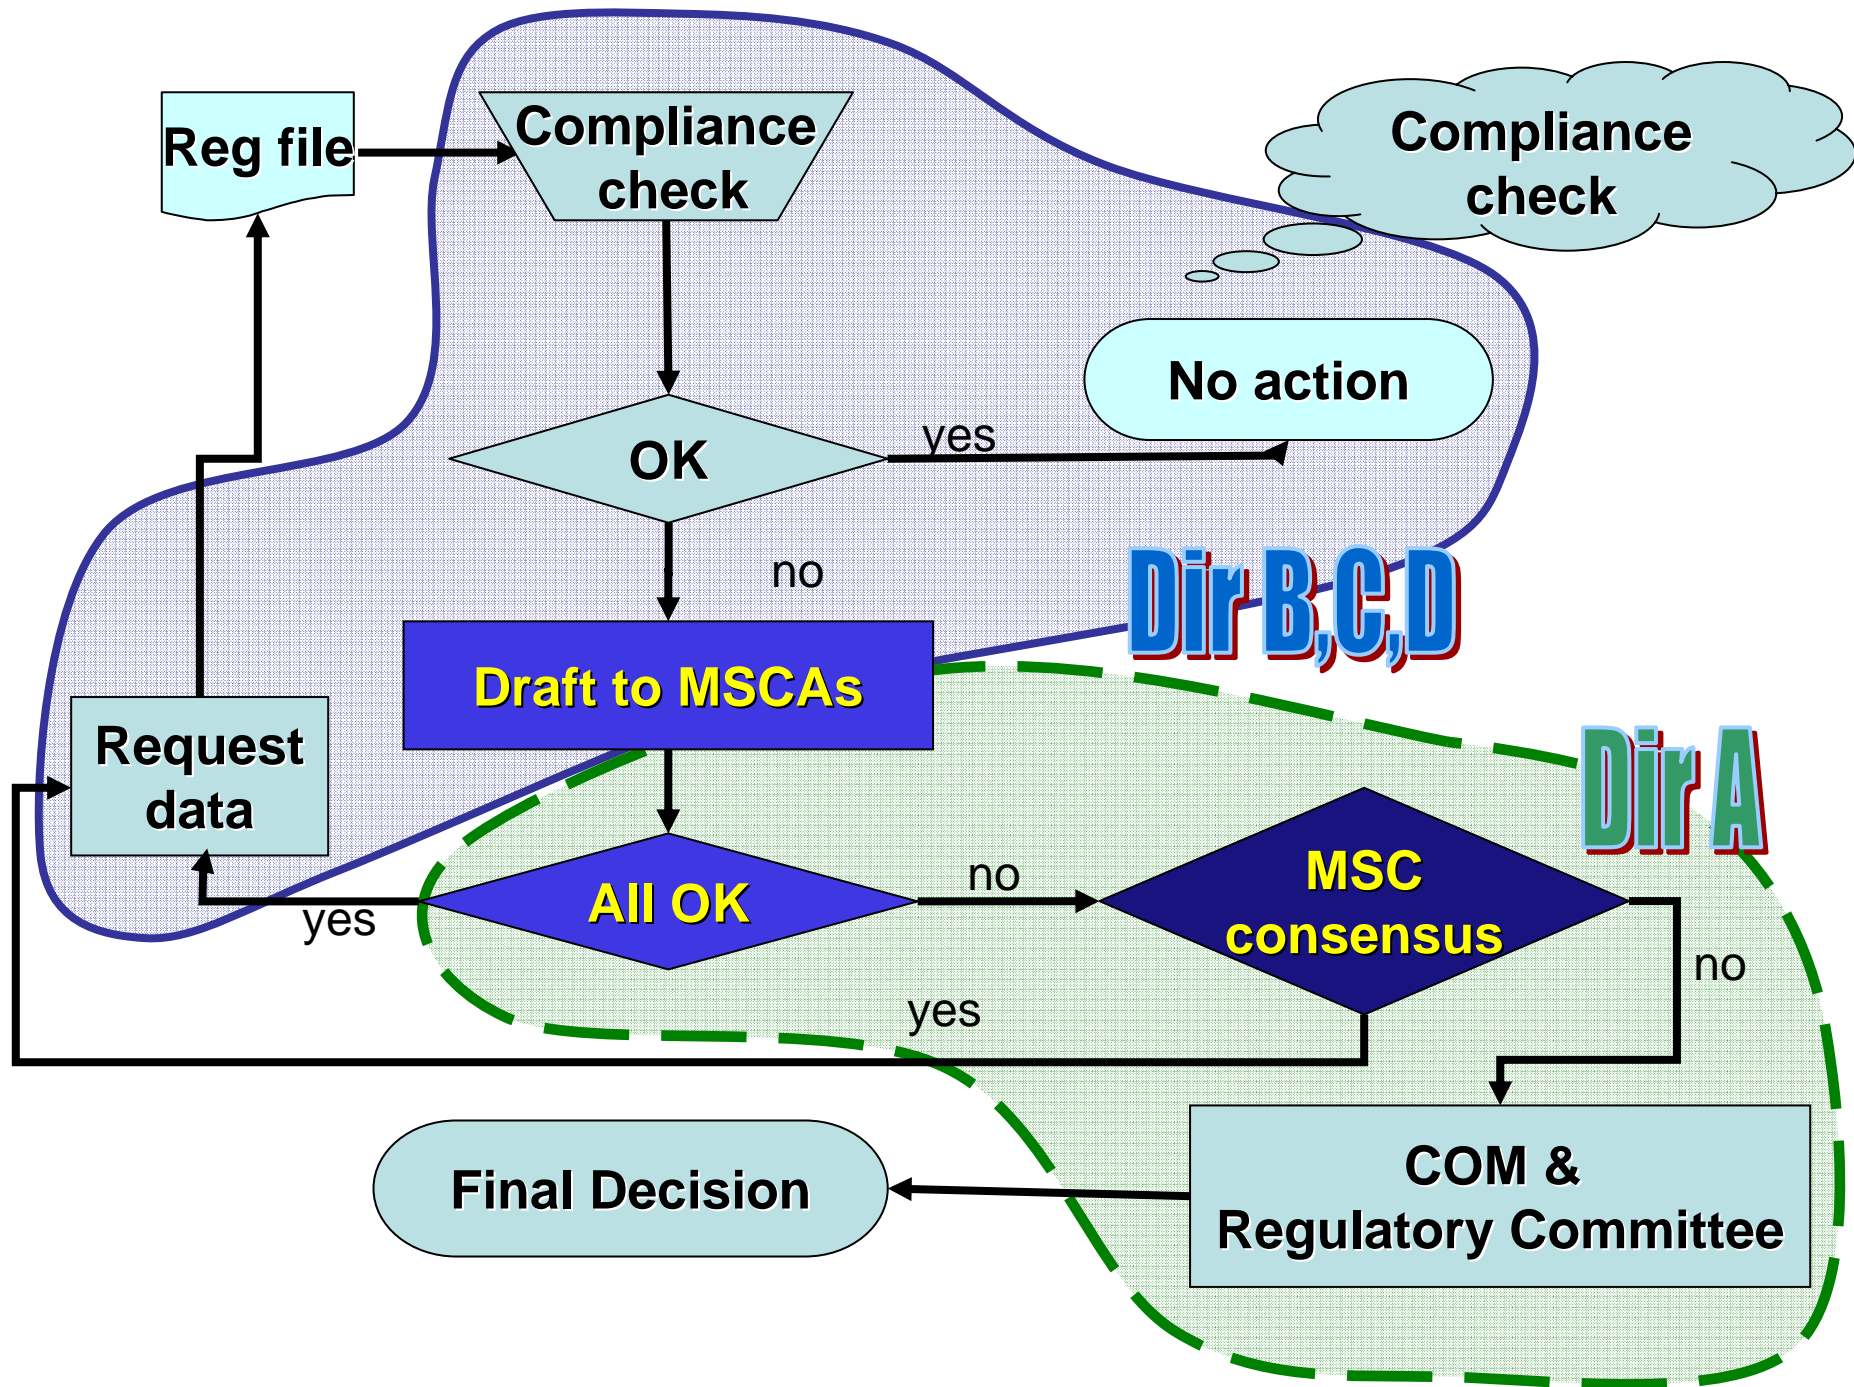 Reg file
Compliance
check
Compliance
check
No action
OK
yes
no
Dir B,C,D
Draft to MSCAs
Request
data
Dir A
All OK
yes
no
MSC
consensus
no
yes
Final Decision
COM &
Regulatory Committee